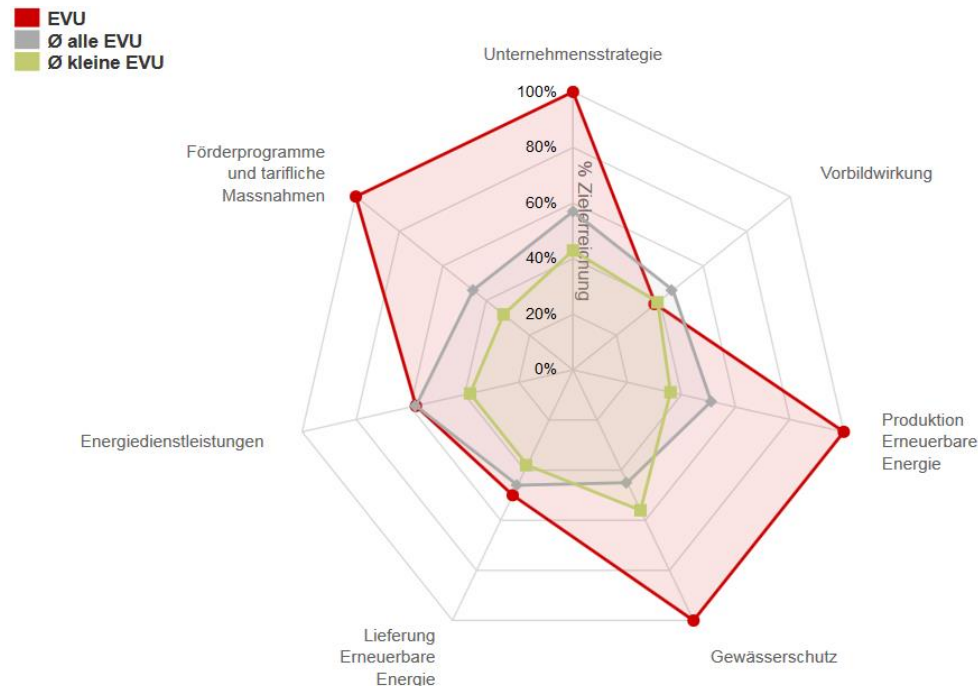 EVU
Ø alle EVU
Ø kleine EVU
Unternehmensstrategie
100%
80%
60%
40%
20%
0%
% Zielerreichung
Förderprogramme
und tarifliche
Massnahmen
Vorbildwirkung
Energiedienstleistungen
Produktion
Erneuerbare
Energie
Lieferung
Erneuerbare
Energie
Gewässerschutz